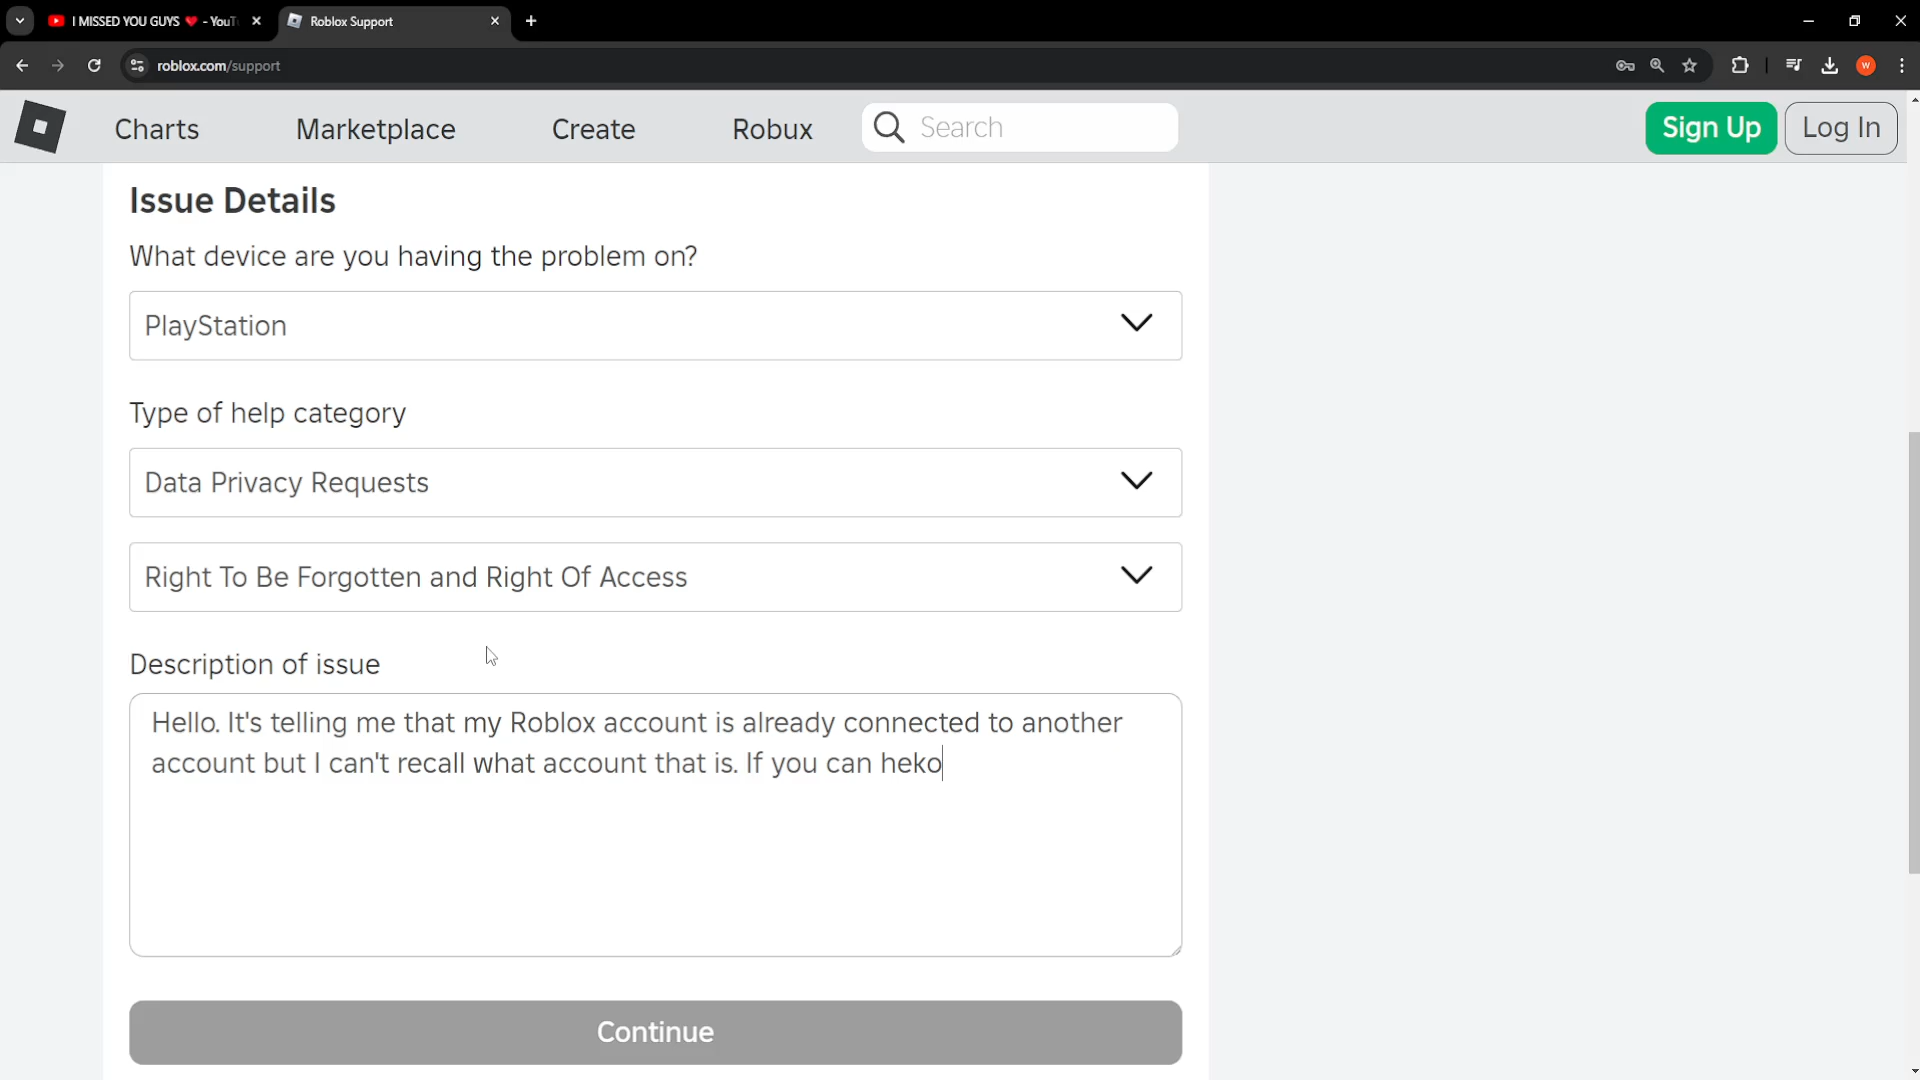 I MISSED YOU GUYS ❤️ - YouT
Roblox Support
roblox.com/support
W
Charts
Marketplace
Create
Robux
Search
Sign Up
Log In
Issue Details
What device are you having the problem on?
PlayStation
Type of help category
Data Privacy Requests
Right To Be Forgotten and Right Of Access
Description of issue
Hello. It's telling me that my Roblox account is already connected to another
account but I can't recall what account that is. If you can heko
Continue